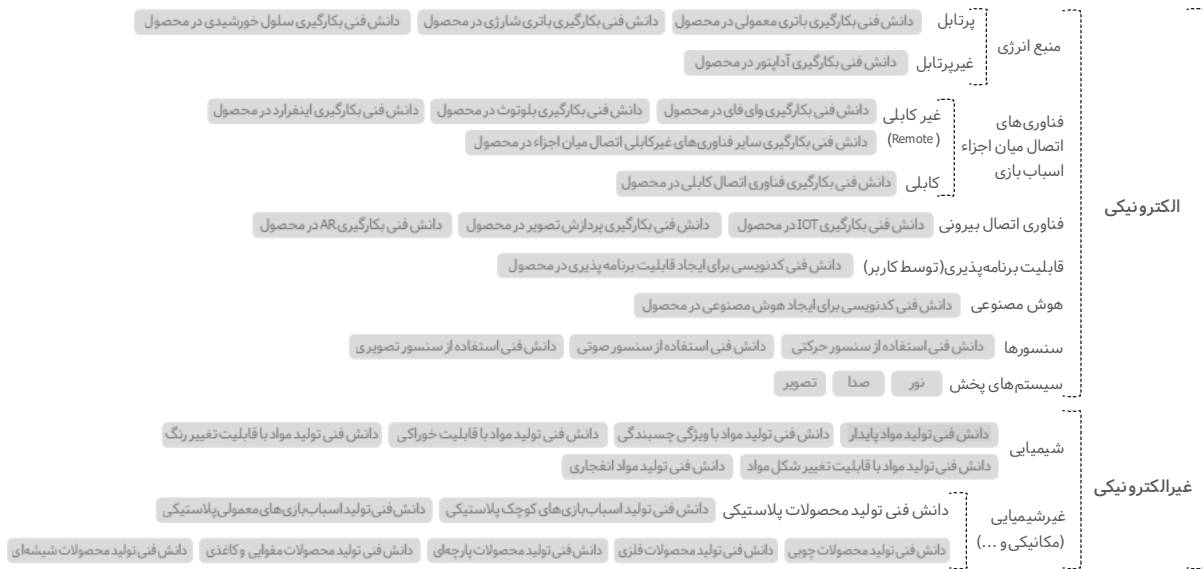 الکترونیکی
منبع انرژی
پرتابل دانش فنی بکارگیری باتری معمولی در محصول دانش فنی بکارگیری باتری شارژی در محصول دانش فنی بکارگیری سلول خورشیدی در محصول
غیرپرتابل دانش فنی بکارگیری آداپتور در محصول
فناوری‌های
اتصال میان اجزاء
اسباب بازی
غیر کابلی دانش فنی بکارگیری وای فای در محصول دانش فنی بکارگیری بلوتوث در محصول دانش فنی بکارگیری اینفرارد در محصول
(Remote) دانش فنی بکارگیری سایر فناوری‌های غیرکابلی اتصال میان اجزاء در محصول
کابلی دانش فنی بکارگیری فناوری اتصال کابلی در محصول
فناوری اتصال بیرونی دانش فنی بکارگیری IOT در محصول دانش فنی بکارگیری پردازش تصویر در محصول دانش فنی بکارگیری AR در محصول
قابلیت برنامه‌پذیری(توسط کاربر) دانش فنی کدنویسی برای ایجاد قابلیت برنامه پذیری در محصول
هوش مصنوعی دانش فنی کدنویسی برای ایجاد هوش مصنوعی در محصول
سنسورها دانش فنی استفاده از سنسور حرکتی دانش فنی استفاده از سنسور صوتی دانش فنی استفاده از سنسور تصویری
سیستم‌های پخش نور صدا تصویر
غیرالکترونیکی
شیمیایی
دانش فنی تولید مواد پایدار دانش فنی تولید مواد با ویژگی چسبندگی دانش فنی تولید مواد با قابلیت خوراکی دانش فنی تولید مواد با قابلیت تغییر رنگ
دانش فنی تولید مواد با قابلیت تغییر شکل مواد دانش فنی تولید مواد انفجاری
غیرشیمیایی
(مکانیکی و ...)
دانش فنی تولید محصولات پلاستیکی دانش فنی تولید اسباب‌بازی‌های کوچک پلاستیکی دانش فنی تولید اسباب‌بازی‌های معمولی پلاستیکی
دانش فنی تولید محصولات چوبی دانش فنی تولید محصولات فلزی دانش فنی تولید محصولات پارچه‌ای دانش فنی تولید محصولات مقوایی و کاغذی دانش فنی تولید محصولات شیشه‌ای